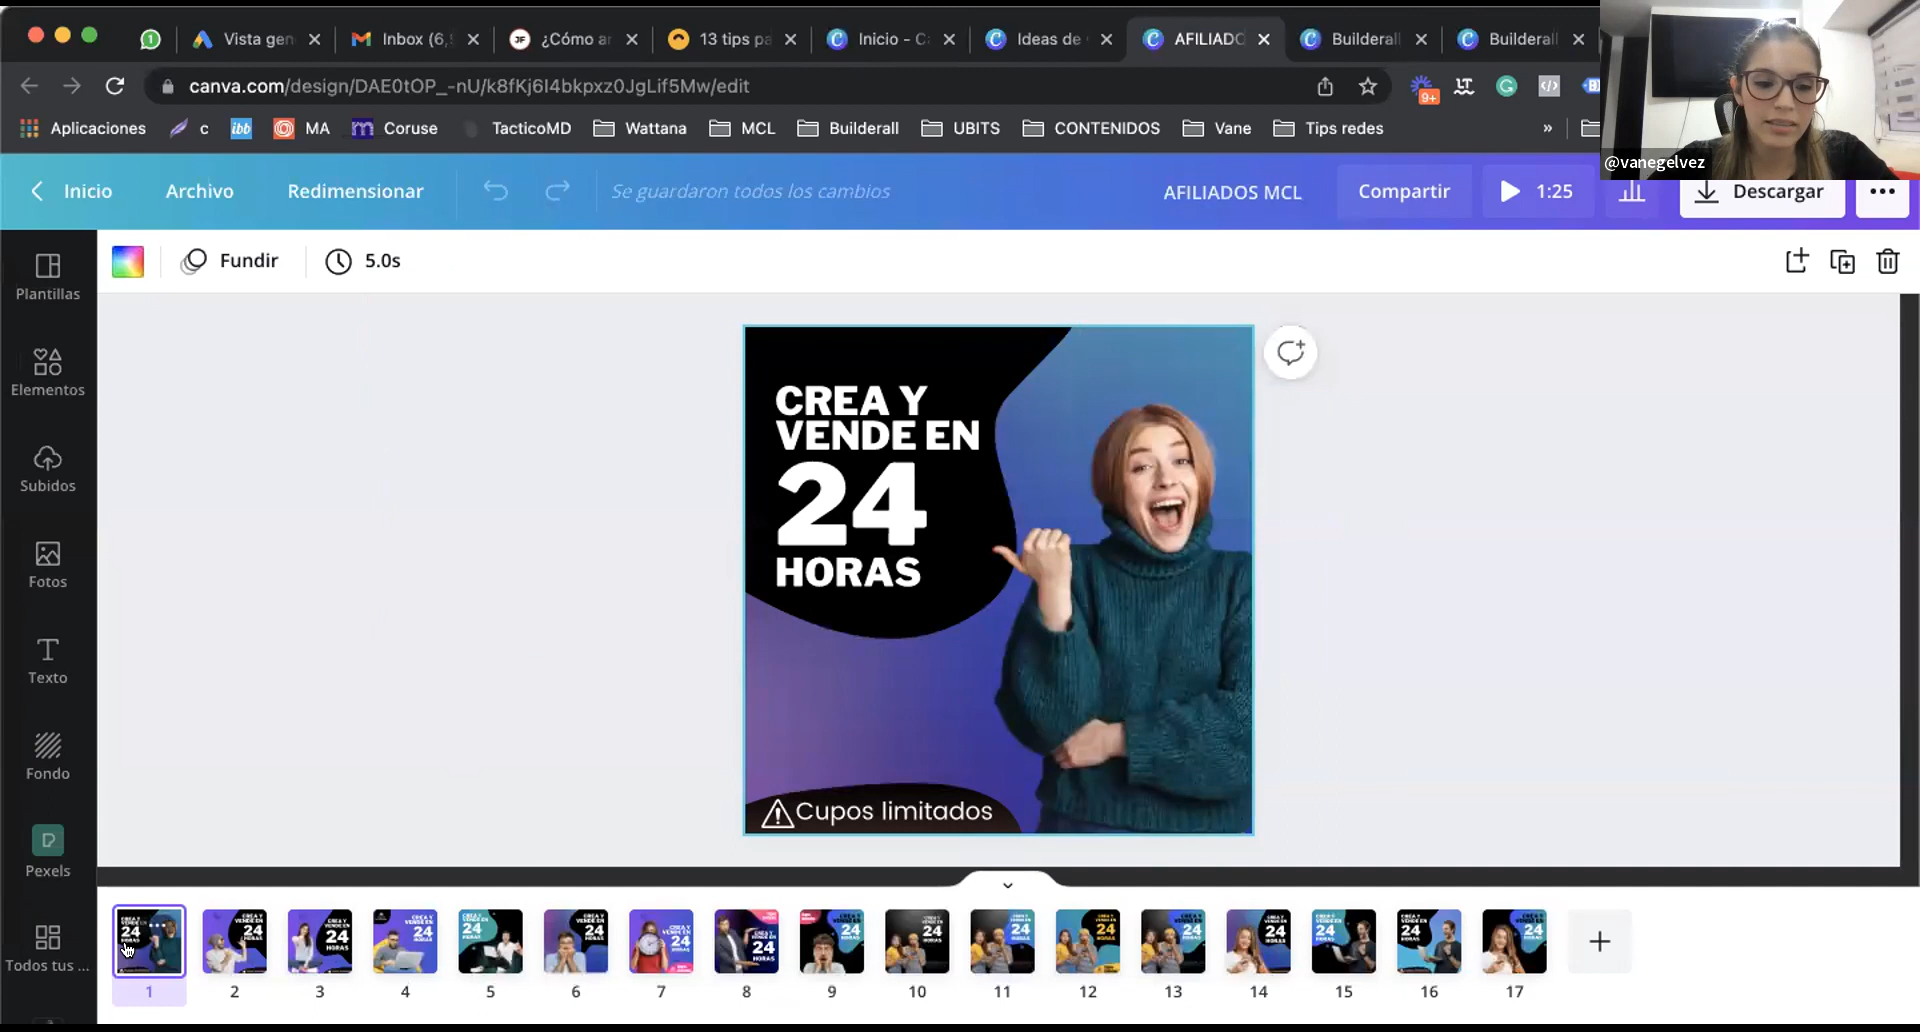 Vista gen
Inbox (6,
¿Cómo ar
13 tips pa
Inicio - C
Ideas de
AFILIADO
Builderall
Builderall
canva.com/design/DAE0tOP_-nU/k8fKj6I4bkpxz0JgLif5Mw/edit
9+
Aplicaciones
c
ibb
MA
Coruse
TacticoMD
Wattana
MCL
Builderall
UBITS
CONTENIDOS
Vane
Tips redes
»
@vanegelvez
Inicio
Archivo
Redimensionar
Se guardaron todos los cambios
AFILIADOS MCL
Compartir
1:25
Descargar
Fundir
5.0s
Plantillas
Elementos
Subidos
Fotos
Texto
Fondo
Pexels
Todos tus ...
CREA Y
VENDE EN
24
HORAS
Cupos limitados
1
2
3
4
5
6
7
8
9
10
11
12
13
14
15
16
17